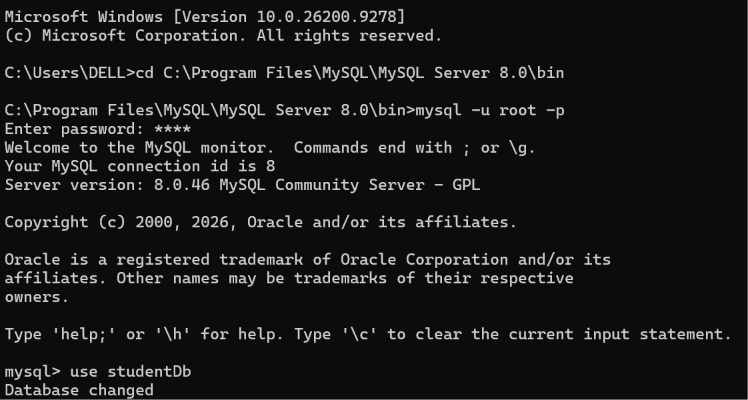 Microsoft Windows [Version 10.0.26200.9278]
(c) Microsoft Corporation. All rights reserved.
C:\Users\DELL>cd C:\Program Files\MySQL\MySQL Server 8.0\bin
C:\Program Files\MySQL\MySQL Server 8.0\bin>mysql -u root -p
Enter password: ****
Welcome to the MySQL monitor.  Commands end with ; or \g.
Your MySQL connection id is 8
Server version: 8.0.46 MySQL Community Server - GPL
Copyright (c) 2000, 2026, Oracle and/or its affiliates.
Oracle is a registered trademark of Oracle Corporation and/or its
affiliates. Other names may be trademarks of their respective
owners.
Type 'help;' or '\h' for help. Type '\c' to clear the current input statement.
mysql> use studentDb
Database changed